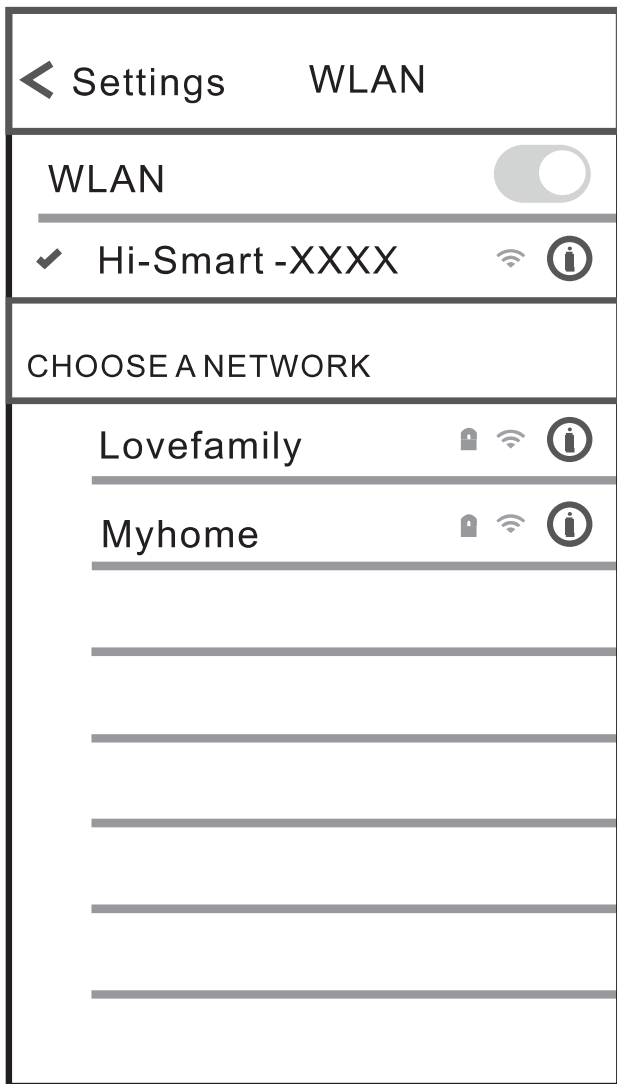 Settings WLAN
WLAN
Hi-Smart -XXXX
CHOOSE A NETWORK
Lovefamily
Myhome